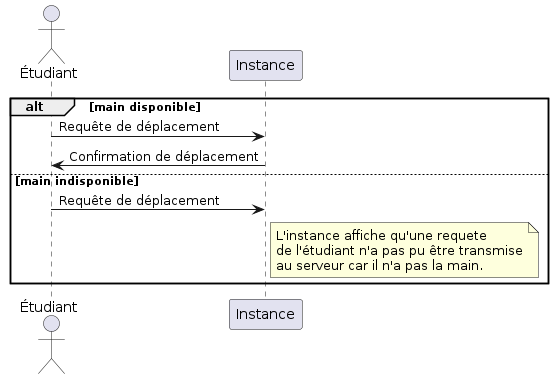 Étudiant
Instance
alt
[main disponible]
Requête de déplacement
Confirmation de déplacement
[main indisponible]
Requête de déplacement
L'instance affiche qu'une requete
de l'étudiant n'a pas pu être transmise
au serveur car il n'a pas la main.
Étudiant
Instance